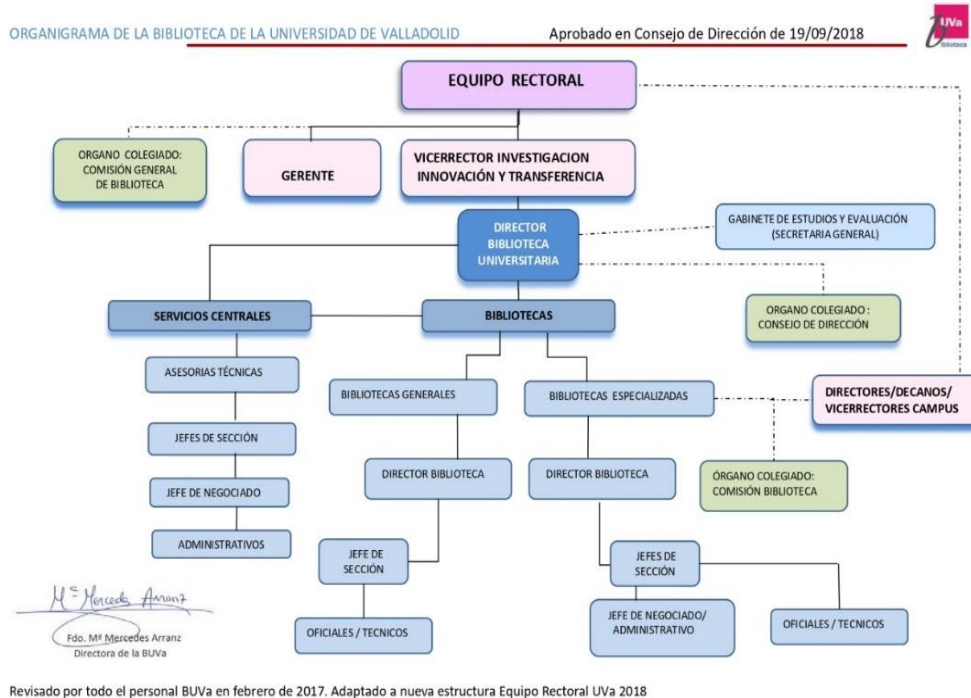 ORGANIGRAMA DE LA BIBLIOTECA DE LA UNIVERSIDAD DE VALLADOLID
Aprobado en Consejo de Dirección de 19/09/2018
UVa
biblioteca
EQUIPO RECTORAL
ORGANO COLEGIADO:
COMISIÓN GENERAL
DE BIBLIOTECA
GERENTE
VICERRECTOR INVESTIGACION
INNOVACIÓN Y TRANSFERENCIA
DIRECTOR
BIBLIOTECA
UNIVERSITARIA
GABINETE DE ESTUDIOS Y EVALUACIÓN
(SECRETARIA GENERAL)
ORGANO COLEGIADO :
CONSEJO DE DIRECCIÓN
SERVICIOS CENTRALES
BIBLIOTECAS
ASESORIAS TÉCNICAS
BIBLIOTECAS GENERALES
BIBLIOTECAS ESPECIALIZADAS
DIRECTORES/DECANOS/
VICERRECTORES CAMPUS
JEFES DE SECCIÓN
DIRECTOR BIBLIOTECA
DIRECTOR BIBLIOTECA
ÓRGANO COLEGIADO:
COMISIÓN BIBLIOTECA
JEFE DE NEGOCIADO
ADMINISTRATIVOS
JEFE DE
SECCIÓN
JEFES DE
SECCIÓN
OFICIALES / TECNICOS
JEFE DE NEGOCIADO/
ADMINISTRATIVO
OFICIALES / TECNICOS
Mª Mercedes Arranz
Fdo. Mª Mercedes Arranz
Directora de la BUVa
Revisado por todo el personal BUVa en febrero de 2017. Adaptado a nueva estructura Equipo Rectoral UVa 2018